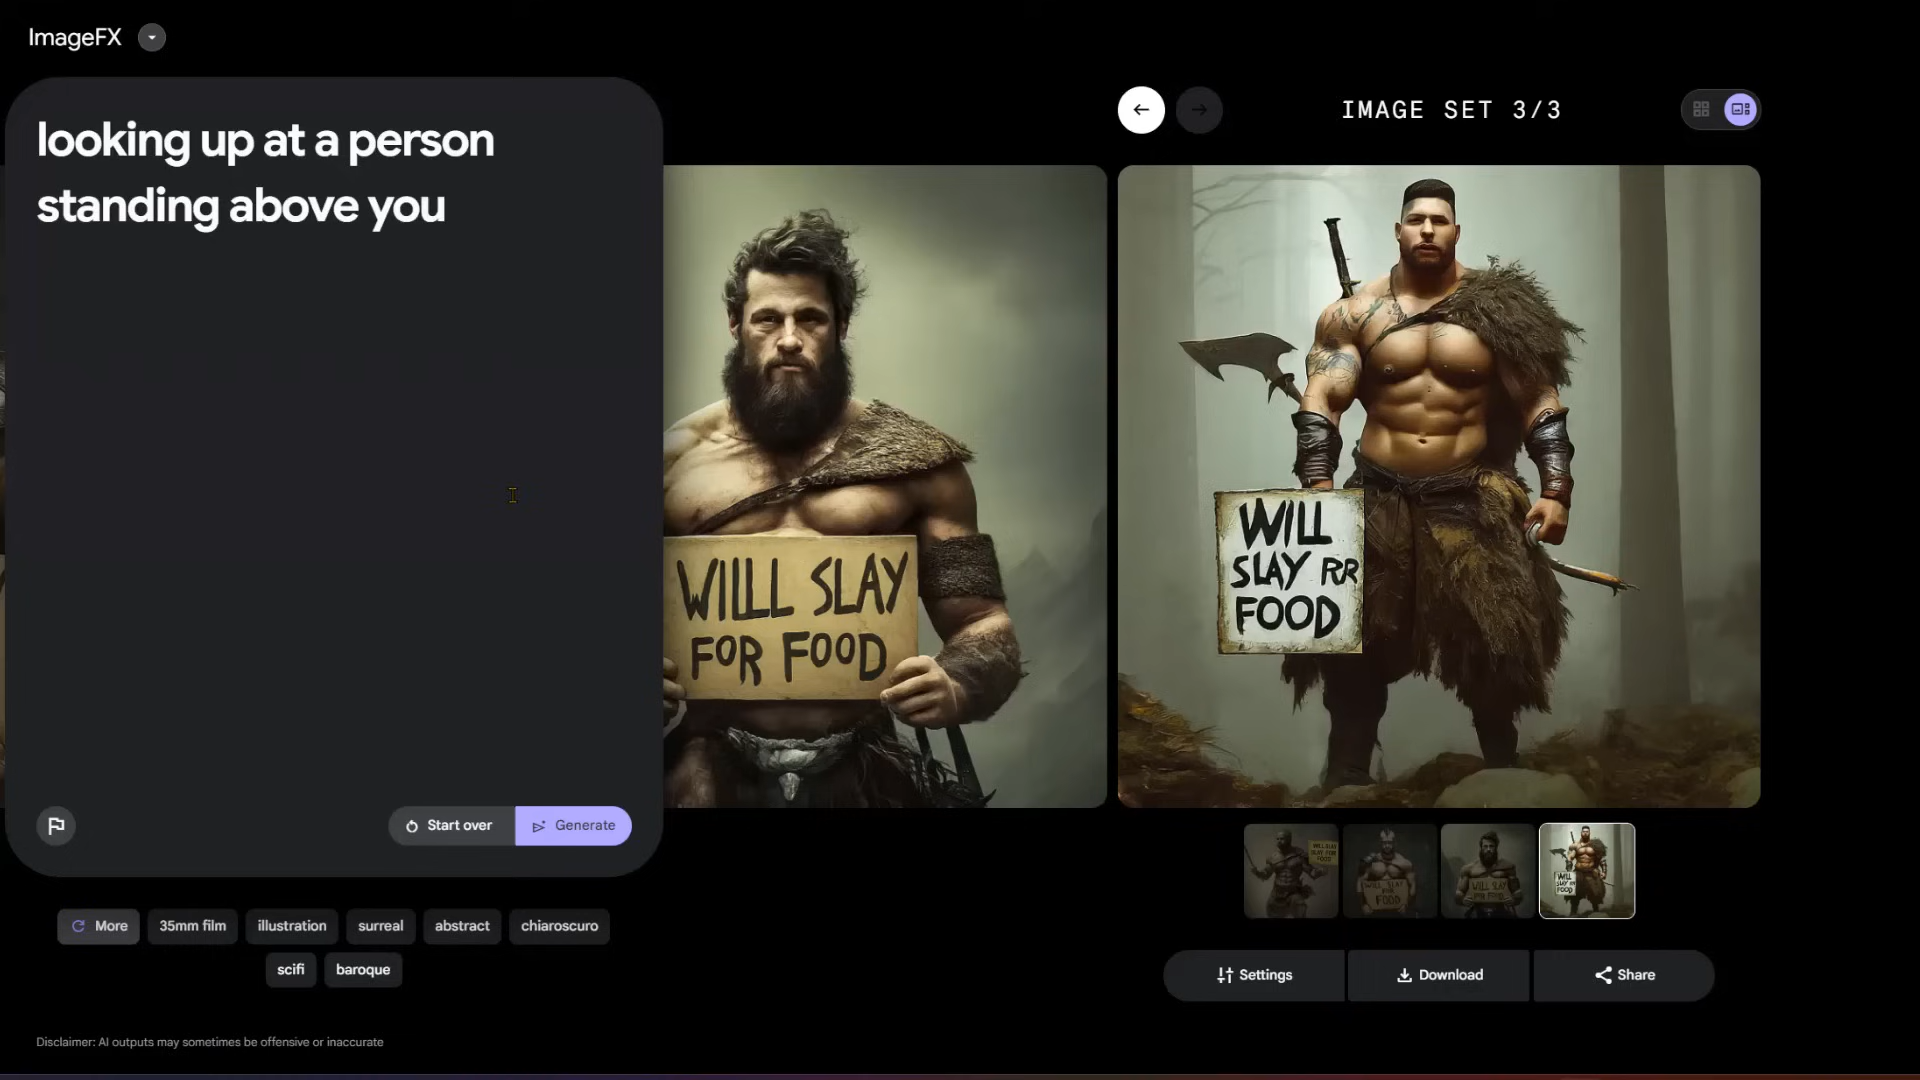 ImageFX
looking up at a person
standing above you
Start over
Generate
More
35mm film
illustration
surreal
abstract
chiaroscuro
scifi
baroque
Disclaimer: AI outputs may sometimes be offensive or inaccurate
IMAGE SET 3/3
WILLL SLAY
FOR FOOD
WILL
SLAY RR
FOOD
Settings
Download
Share